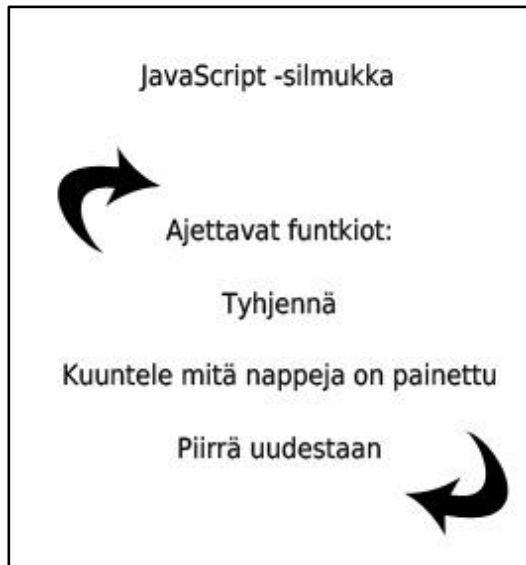 JavaScript -silmukka
Ajettavat funtkiot:
Tyhjennä
Kuuntele mitä nappeja on painettu
Piirrä uudestaan